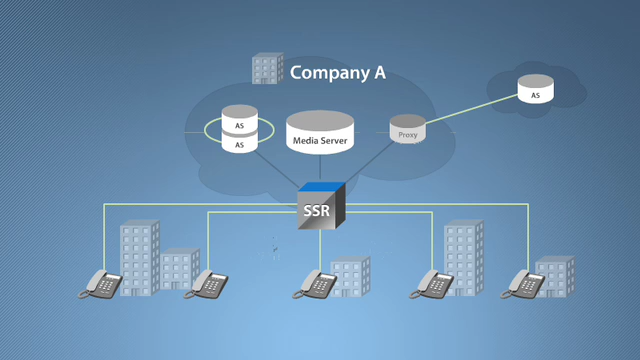 Company A
AS
AS
AS
Media Server
Proxy
SSR